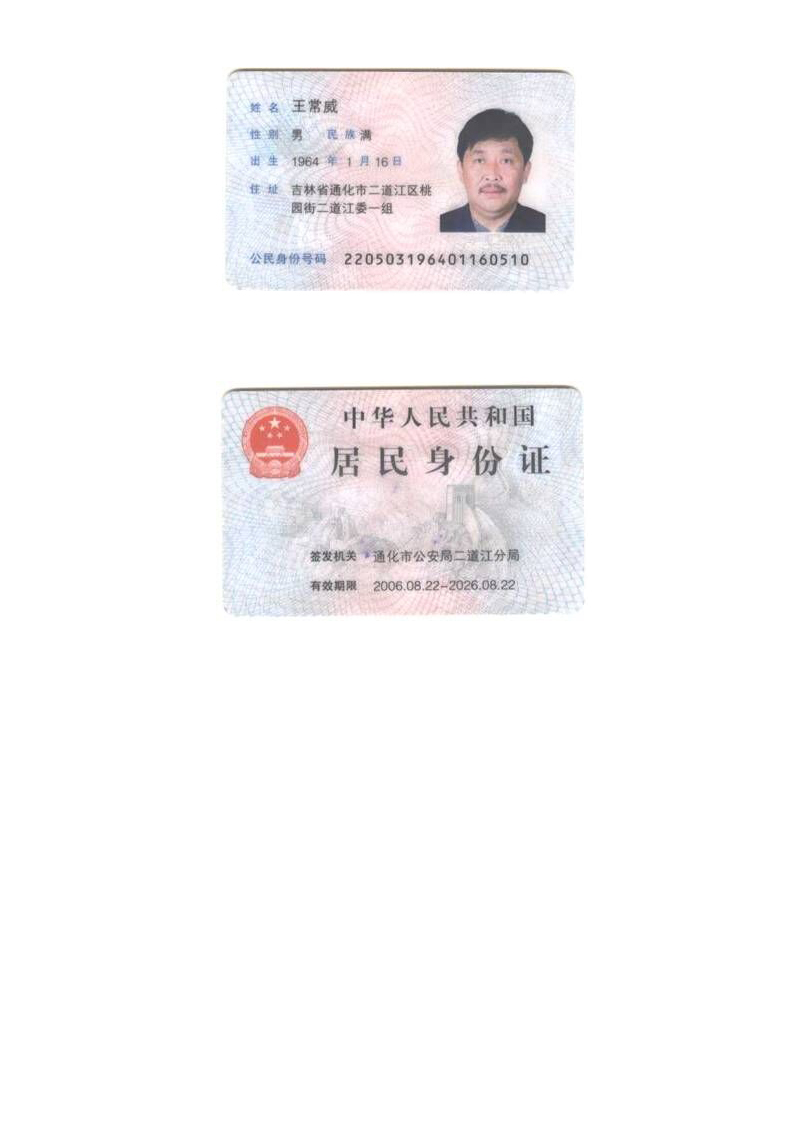 姓名 王常威
性别 男 民族 满
出生 1964 年 1 月 16 日
住址 吉林省通化市二道江区桃
园街二道江委一组
公民身份号码 220503196401160510
中华人民共和国
居民身份证
签发机关 通化市公安局二道江分局
有效期限 2006.08.22-2026.08.22